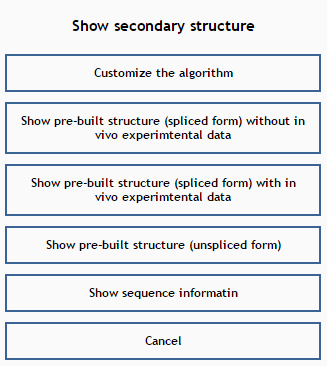 Show secondary structure
Customize the algorithm
Show pre-built structure (spliced form) without in
vivo experimtental data
Show pre-built structure (spliced form) with in
vivo experimtental data
Show pre-built structure (unspliced form)
Show sequence informatin
Cancel